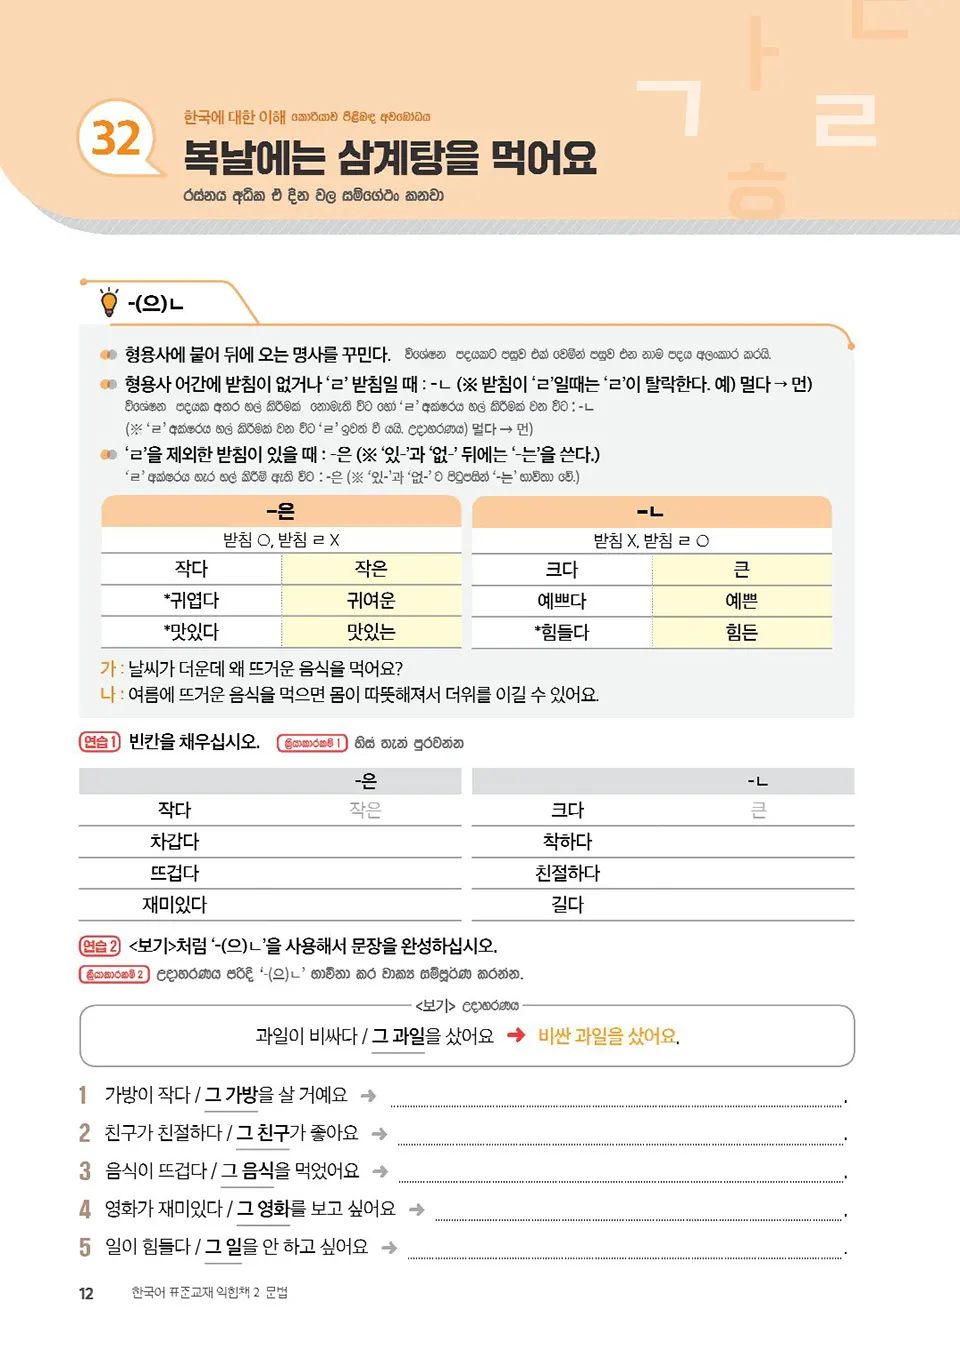 32
한국에 대한 이해 කොරියාව පිළිබඳ අවබෝධය
복날에는 삼계탕을 먹어요
රස්නය අධික ඒ දින වල සම්ගේථං කනවා
ㄱ ㅏ ㄴ ㄹ ㅎ
-(으)ㄴ
형용사에 붙어 뒤에 오는 명사를 꾸민다. විශේෂන පදයකට පසුව එක් වෙමින් පසුව එන නාම පදය අලංකාර කරයි.
형용사 어간에 받침이 없거나 ‘ㄹ’ 받침일 때 : -ㄴ (※ 받침이 ‘ㄹ’일때는 ‘ㄹ’이 탈락한다. 예) 멀다 → 먼)
විශේෂන පදයක අතර හල් කිරීමක් නොමැති විට හෝ ‘ㄹ’ අක්ෂරය හල් කිරීමක් වන විට : -ㄴ
(※ ‘ㄹ’ අක්ෂරය හල් කිරීමක් වන විට ‘ㄹ’ ඉවත් වී යයි. උදාහරණය) 멀다 → 먼)
‘ㄹ’을 제외한 받침이 있을 때 : -은 (※ ‘있-’과 ‘없-’ 뒤에는 ‘-는’을 쓴다.)
‘ㄹ’ අක්ෂරය හැර හල් කිරීම් ඇති විට : -은 (※ ‘있-’과 ‘없-’ ට පිටුපසින් ‘-는’ භාවිතා වේ.)
-은 -ㄴ
받침 ○, 받침 ㄹ X 받침 X, 받침 ㄹ ○
작다 작은 크다 큰
*귀엽다 귀여운 예쁘다 예쁜
*맛있다 맛있는 *힘들다 힘든
가 : 날씨가 더운데 왜 뜨거운 음식을 먹어요?
나 : 여름에 뜨거운 음식을 먹으면 몸이 따뜻해져서 더위를 이길 수 있어요.
연습 1 빈칸을 채우십시오. ක්‍රියාකාරකම් 1 හිස් තැන් පුරවන්න
-은 -ㄴ
작다 작은 크다 큰
차갑다 착하다
뜨겁다 친절하다
재미있다 길다
연습 2 <보기>처럼 ‘-(으)ㄴ’을 사용해서 문장을 완성하십시오.
ක්‍රියාකාරකම් 2 උදාහරණය පරිදි ‘-(으)ㄴ’ භාවිතා කර වාක්‍ය සම්පූර්ණ කරන්න.
<보기> උදාහරණය
과일이 비싸다 / 그 과일을 샀어요 ➜ 비싼 과일을 샀어요.
1 가방이 작다 / 그 가방을 살 거예요 ➜ .
2 친구가 친절하다 / 그 친구가 좋아요 ➜ .
3 음식이 뜨겁다 / 그 음식을 먹었어요 ➜ .
4 영화가 재미있다 / 그 영화를 보고 싶어요 ➜ .
5 일이 힘들다 / 그 일을 안 하고 싶어요 ➜ .
12 한국어 표준교재 익힘책 2 문법